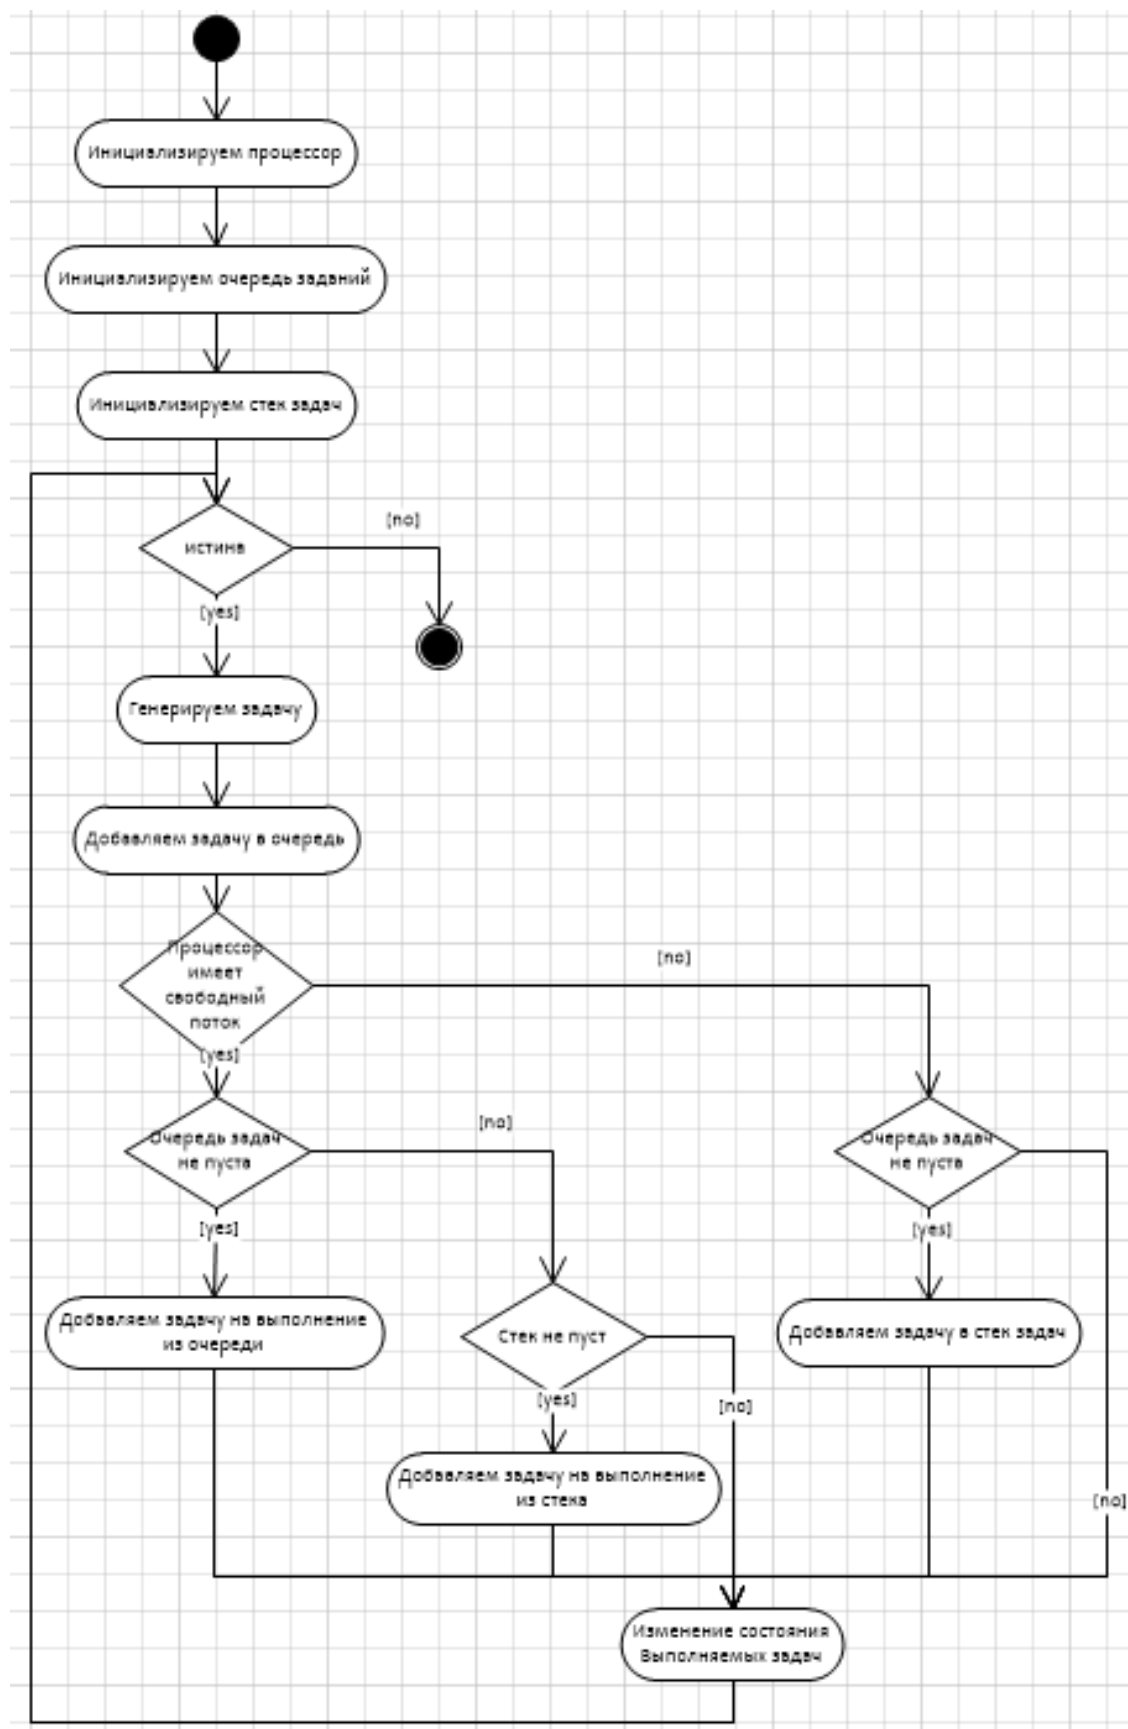 Инициализируем процессор
Инициализируем очередь заданий
Инициализируем стек задач
[no]
истина
[yes]
Генерируем задачу
Добавляем задачу в очередь
Процессор
имеет
свободный
поток
[no]
[yes]
Очередь задач
не пуста
[no]
Очередь задач
не пуста
[yes]
[yes]
Добавляем задачу на выполнение
из очереди
Стек не пуст
Добавляем задачу в стек задач
[yes]
[no]
Добавляем задачу на выполнение
из стека
[no]
Изменение состояния
Выполняемых задач